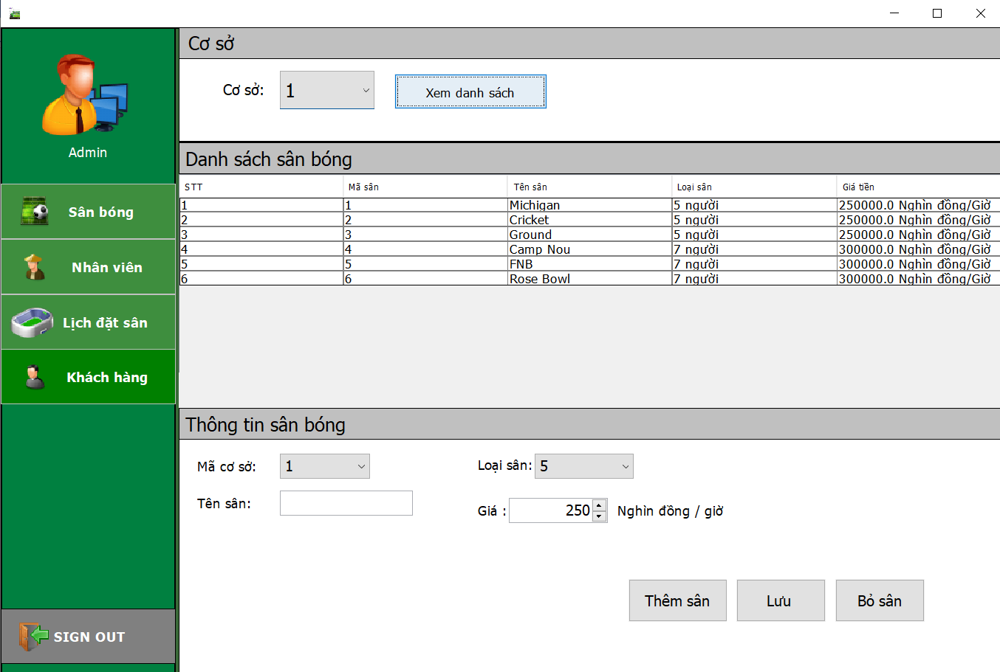 Admin
Sân bóng
Nhân viên
Lịch đặt sân
Khách hàng
SIGN OUT
Cơ sở
Cơ sở: 1 Xem danh sách
Danh sách sân bóng
STT Mã sân Tên sân Loại sân Giá tiền
1 1 Michigan 5 người 250000.0 Nghìn đồng/Giờ
2 2 Cricket 5 người 250000.0 Nghìn đồng/Giờ
3 3 Ground 5 người 250000.0 Nghìn đồng/Giờ
4 4 Camp Nou 7 người 300000.0 Nghìn đồng/Giờ
5 5 FNB 7 người 300000.0 Nghìn đồng/Giờ
6 6 Rose Bowl 7 người 300000.0 Nghìn đồng/Giờ
Thông tin sân bóng
Mã cơ sở: 1 Loại sân: 5
Tên sân: Giá : 250 Nghìn đồng / giờ
Thêm sân Lưu Bỏ sân